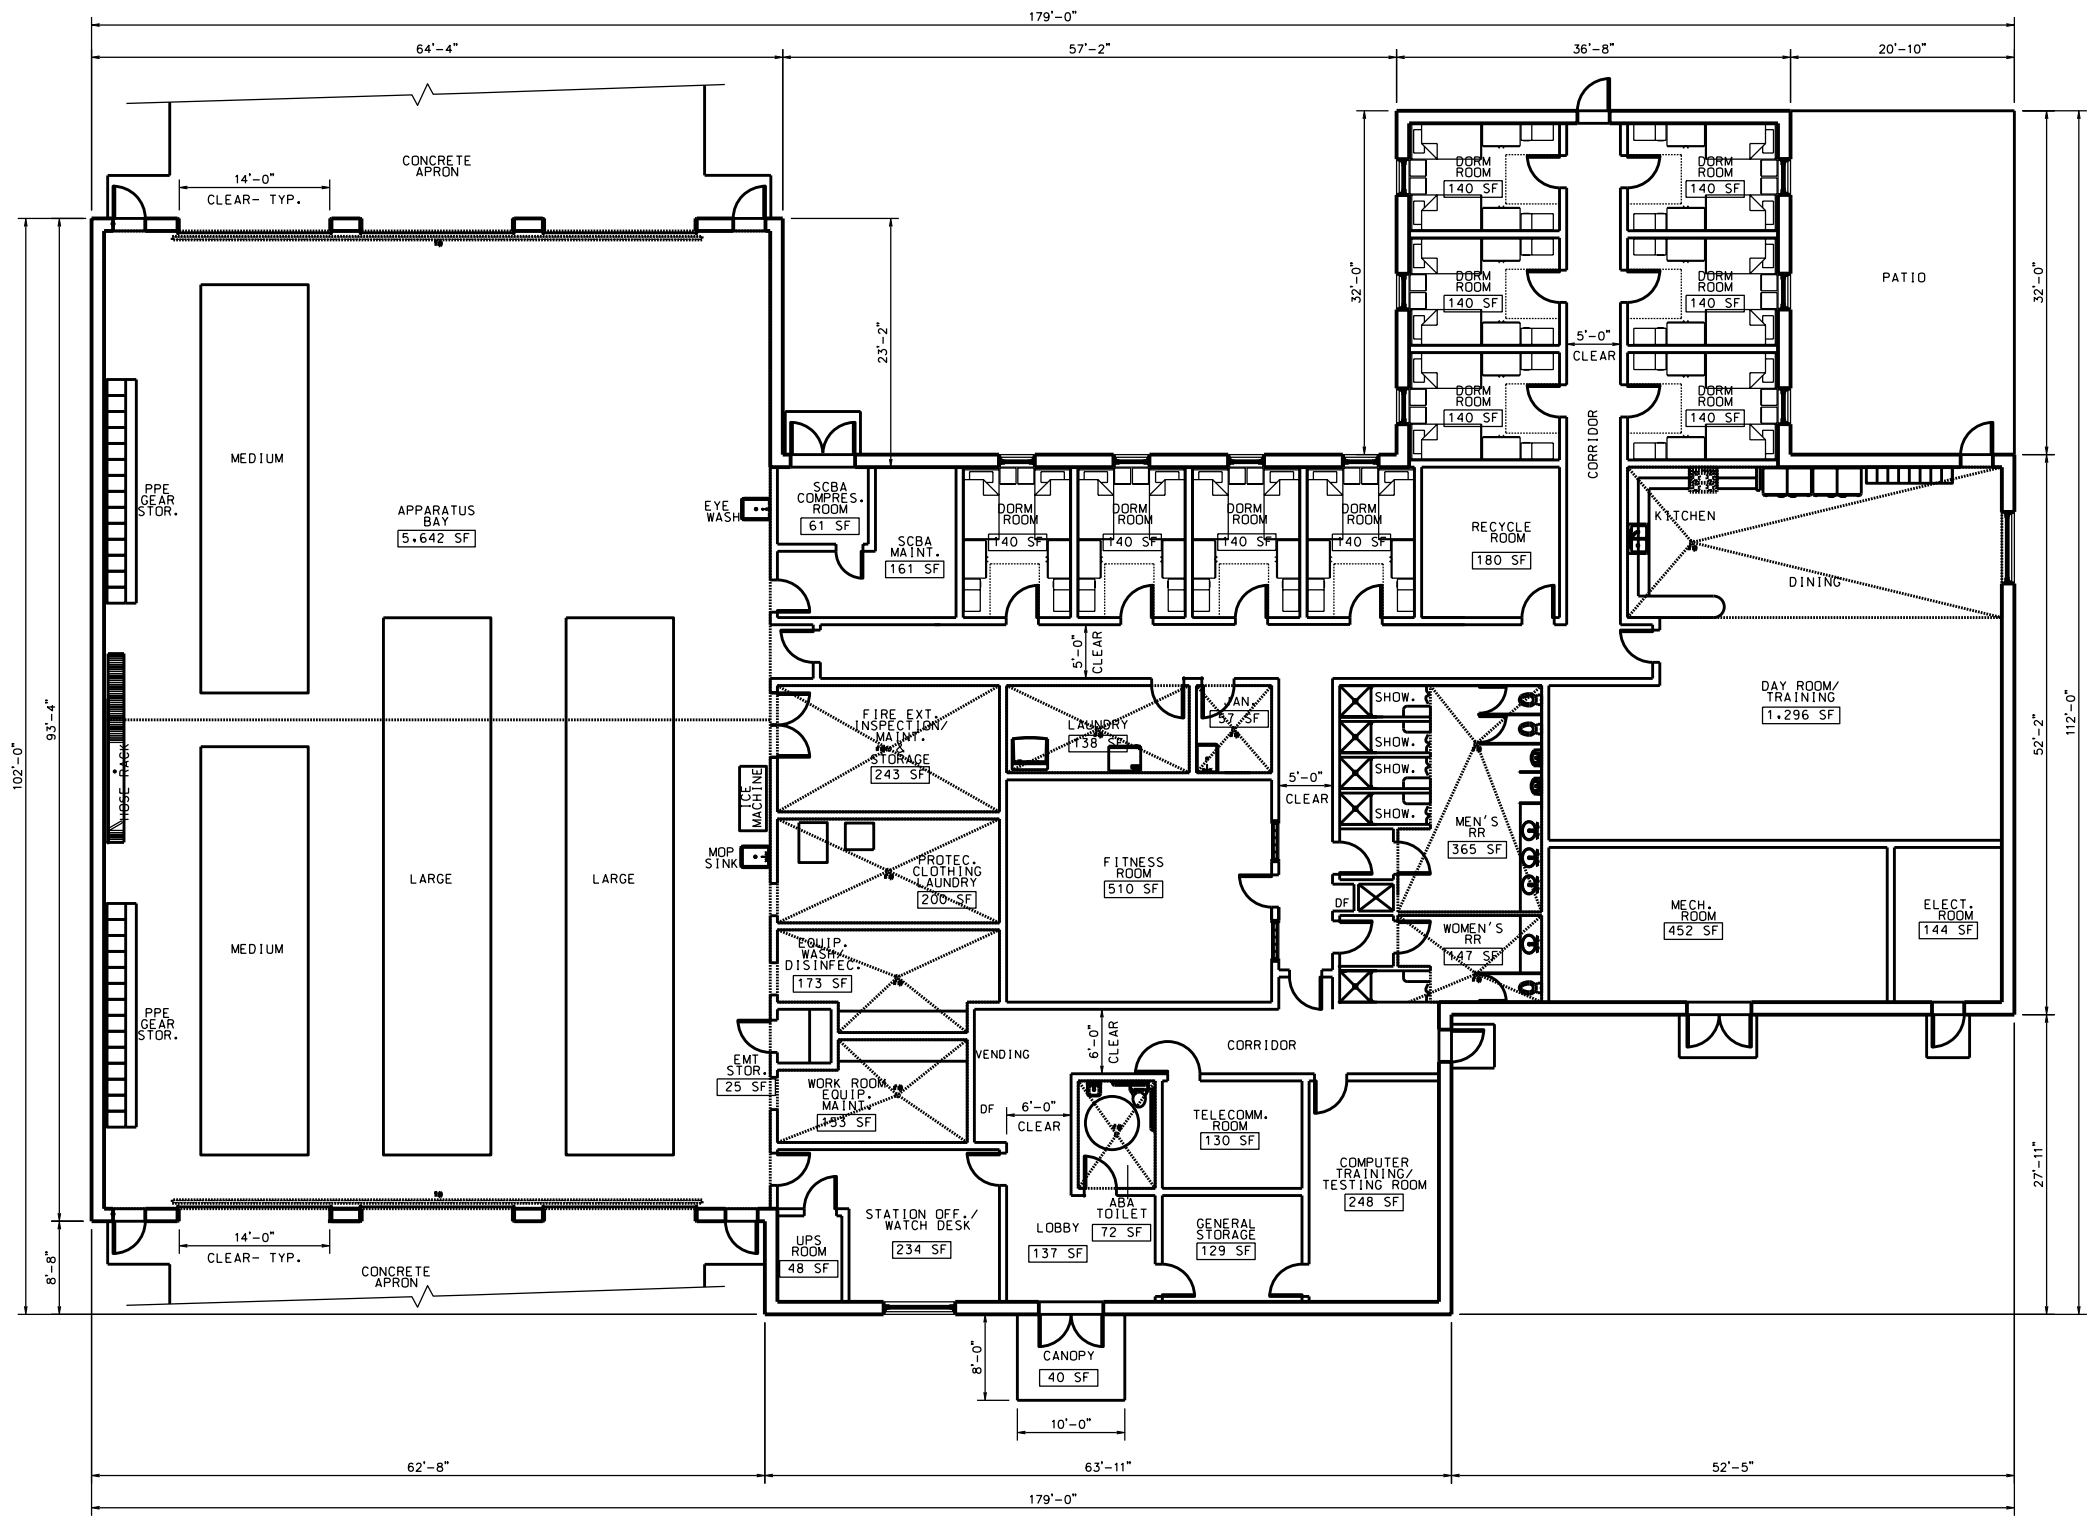 179'-0"
64'-4"
57'-2"
36'-8"
20'-10"
CONCRETE
APRON
14'-0"
CLEAR- TYP.
DORM
ROOM
140 SF
DORM
ROOM
140 SF
32'-0"
PATIO
32'-0"
23'-2"
DORM
ROOM
140 SF
DORM
ROOM
140 SF
5'-0"
CLEAR
DORM
ROOM
140 SF
DORM
ROOM
140 SF
CORRIDOR
MEDIUM
PPE
GEAR
STOR.
APPARATUS
BAY
5.642 SF
EYE
WASH
SCBA
COMPRES.
ROOM
61 SF
SCBA
MAINT.
161 SF
DORM
ROOM
140 SF
DORM
ROOM
140 SF
DORM
ROOM
140 SF
DORM
ROOM
140 SF
RECYCLE
ROOM
180 SF
KITCHEN
DINING
5'-0"
CLEAR
102'-0"
93'-4"
52'-2"
112'-0"
HOSE RACK
FIRE EXT.
INSPECTION/
MAINT.
STORAGE
243 SF
LAUNDRY
138 SF
JAN.
57 SF
SHOW.
SHOW.
SHOW.
SHOW.
DAY ROOM/
TRAINING
1.296 SF
5'-0"
CLEAR
ICE
MACHINE
MOP
SINK
PROTEC.
CLOTHING
LAUNDRY
200 SF
FITNESS
ROOM
510 SF
MEN'S
RR
365 SF
LARGE
LARGE
DF
MECH.
ROOM
452 SF
ELECT.
ROOM
144 SF
MEDIUM
EQUIP.
WASH/
DISINFEC.
173 SF
WOMEN'S
RR
147 SF
PPE
GEAR
STOR.
EMT
STOR.
25 SF
VENDING
6'-0"
CLEAR
CORRIDOR
WORK ROOM
EQUIP.
MAINT.
153 SF
DF
6'-0"
CLEAR
TELECOMM.
ROOM
130 SF
COMPUTER
TRAINING/
TESTING ROOM
248 SF
27'-11"
ABA
TOILET
72 SF
STATION OFF./
WATCH DESK
234 SF
LOBBY
137 SF
GENERAL
STORAGE
129 SF
UPS
ROOM
48 SF
14'-0"
CLEAR- TYP.
CONCRETE
APRON
8'-8"
8'-0"
CANOPY
40 SF
10'-0"
62'-8"
63'-11"
52'-5"
179'-0"